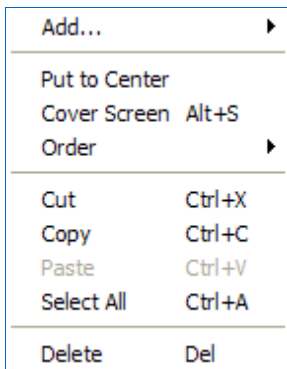 Add...
Put to Center
Cover Screen Alt+S
Order
Cut Ctrl+X
Copy Ctrl+C
Paste Ctrl+V
Select All Ctrl+A
Delete Del